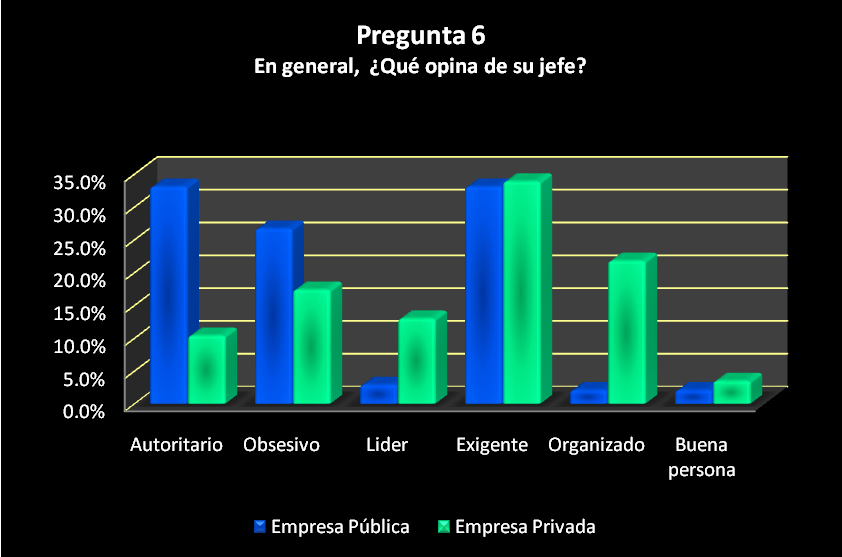 Pregunta 6
En general,  ¿Qué opina de su jefe?
35.0%
30.0%
25.0%
20.0%
15.0%
10.0%
5.0%
0.0%
Autoritario Obsesivo Lider Exigente Organizado Buena
persona
Empresa Pública Empresa Privada